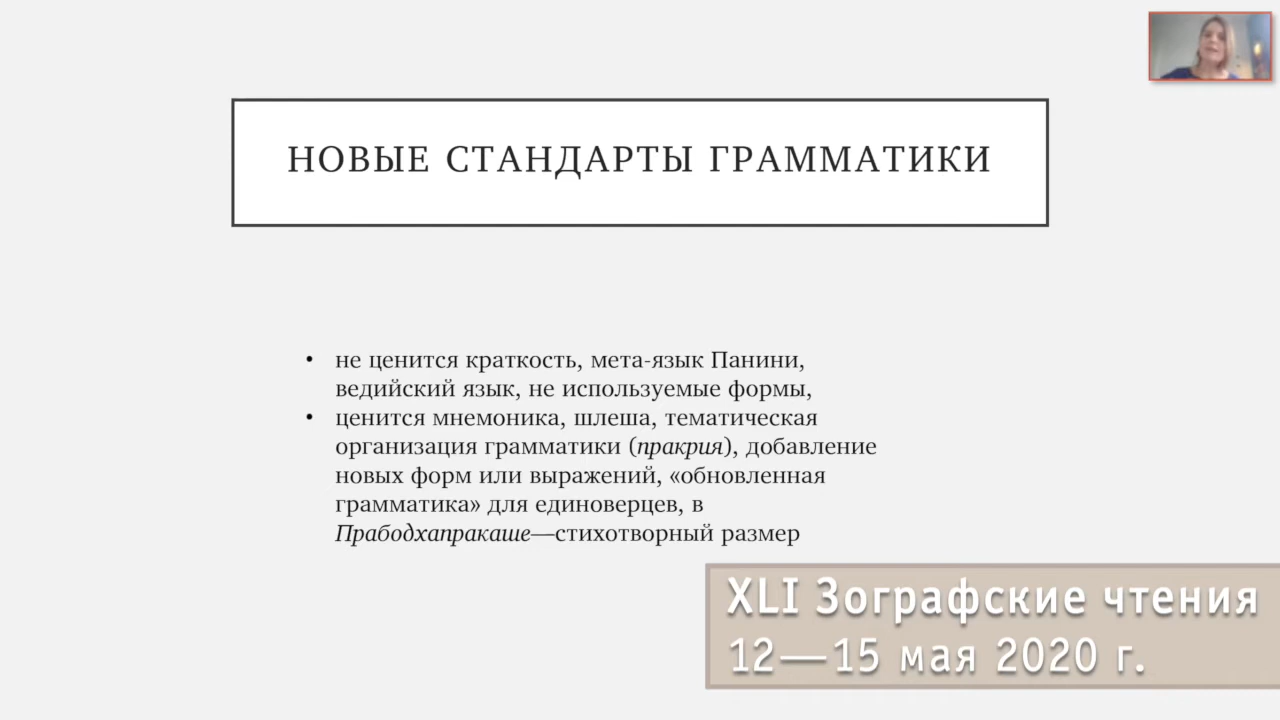 НОВЫЕ СТАНДАРТЫ ГРАММАТИКИ
• не ценится краткость, мета-язык Панини,
ведийский язык, не используемые формы,
• ценится мнемоника, шлеша, тематическая
организация грамматики (пракрия), добавление
новых форм или выражений, «обновленная
грамматика» для единоверцев, в
Прабодхапракаше—стихотворный размер
XLI Зографские чтения
12—15 мая 2020 г.